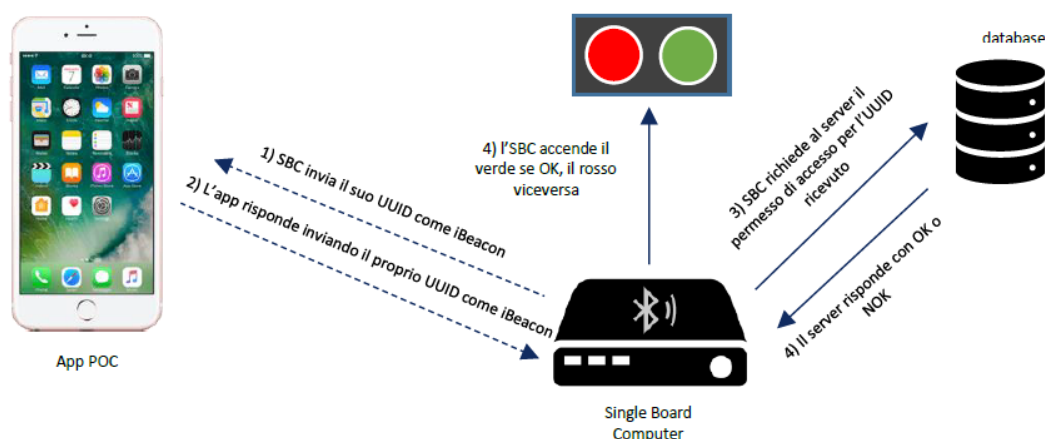 database
4) l'SBC accende il
verde se OK, il rosso
viceversa
1) SBC invia il suo UUID come iBeacon
2) L'app risponde inviando il proprio UUID come iBeacon
3) SBC richiede al server il
permesso di accesso per l'UUID
ricevuto
4) Il server risponde con OK o
NOK
App POC
Single Board
Computer